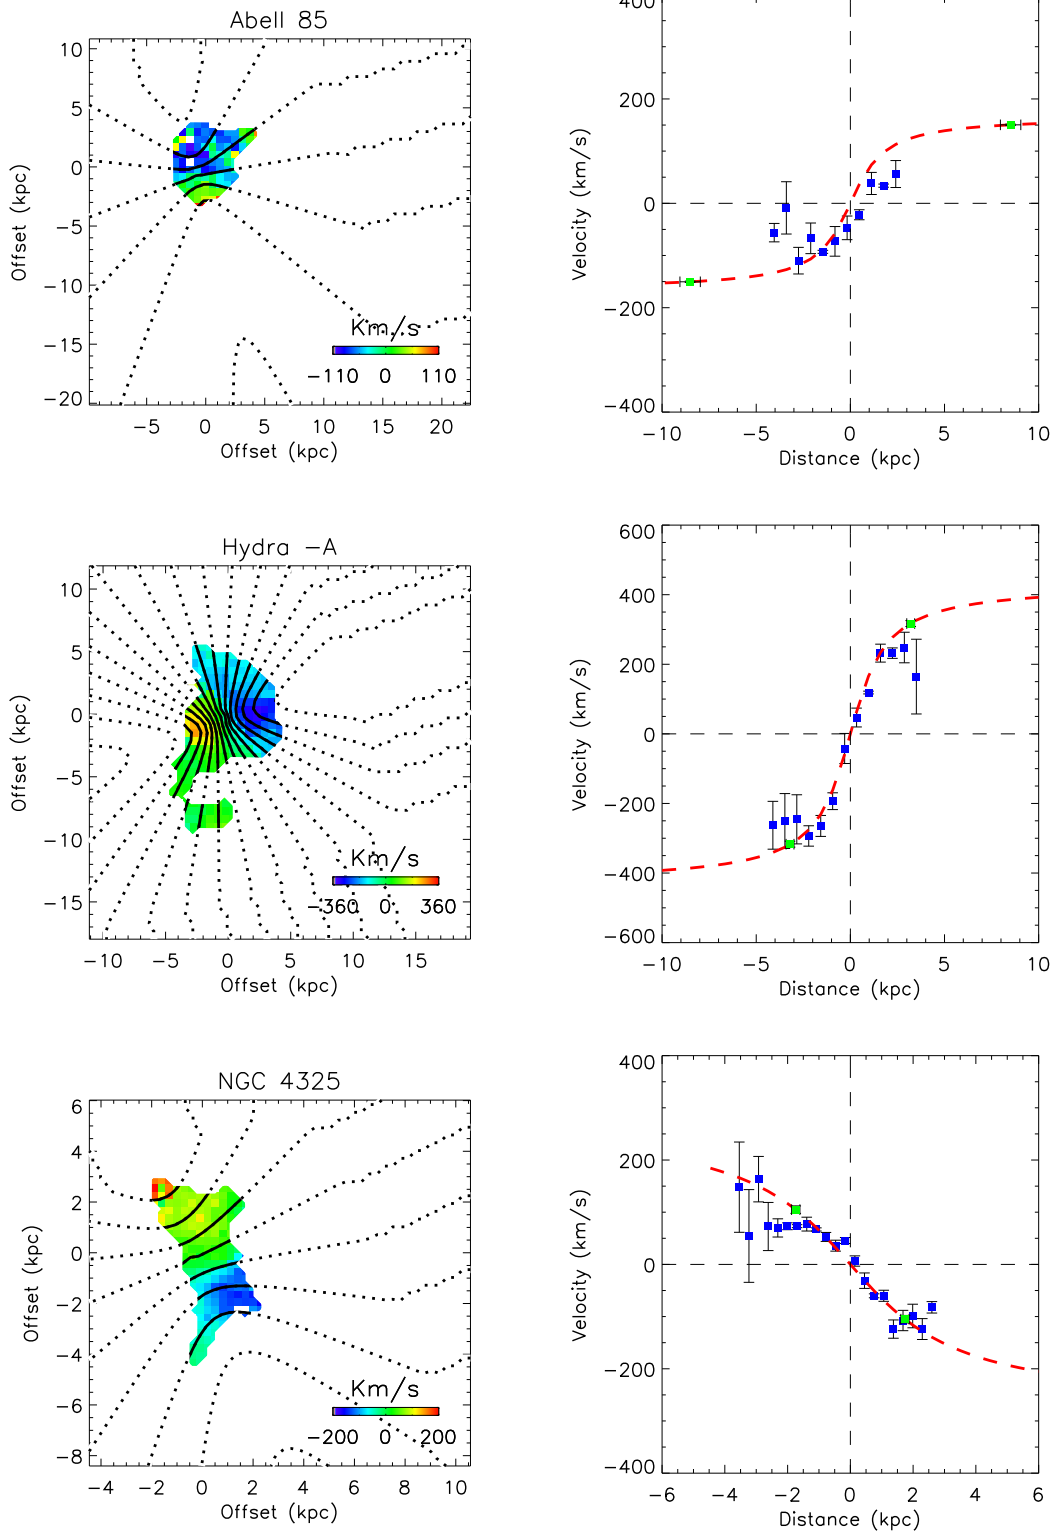 Abell 85
10
5
0
−5
−10
−15
−20
Offset (kpc)
Km/s
−110 0 110
−5 0 5 10 15 20
Offset (kpc)
400
200
0
−200
−400
Velocity (km/s)
−10 −5 0 5 10
Distance (kpc)
Hydra −A
10
5
0
−5
−10
−15
Offset (kpc)
Km/s
−360 0 360
−10 −5 0 5 10 15
Offset (kpc)
600
400
200
0
−200
−400
−600
Velocity (km/s)
−10 −5 0 5 10
Distance (kpc)
NGC 4325
6
4
2
0
−2
−4
−6
−8
Offset (kpc)
Km/s
−200 0 200
−4 −2 0 2 4 6 8 10
Offset (kpc)
400
200
0
−200
−400
Velocity (km/s)
−6 −4 −2 0 2 4 6
Distance (kpc)